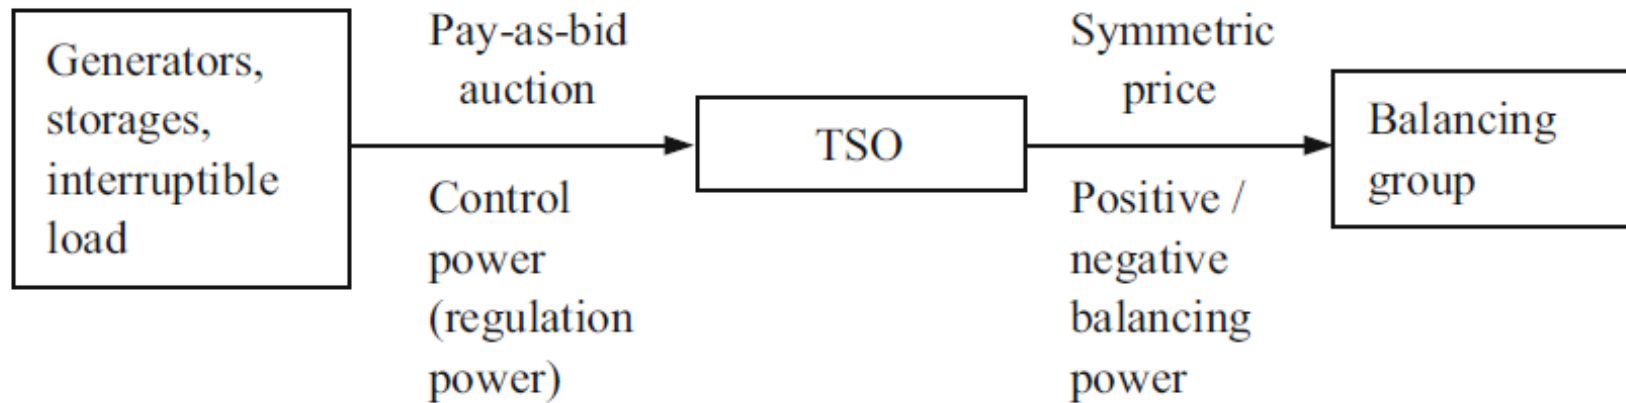 Generators,
storages,
interruptible
load
Pay-as-bid
auction
Control
power
(regulation
power)
TSO
Symmetric
price
Positive /
negative
balancing
power
Balancing
group